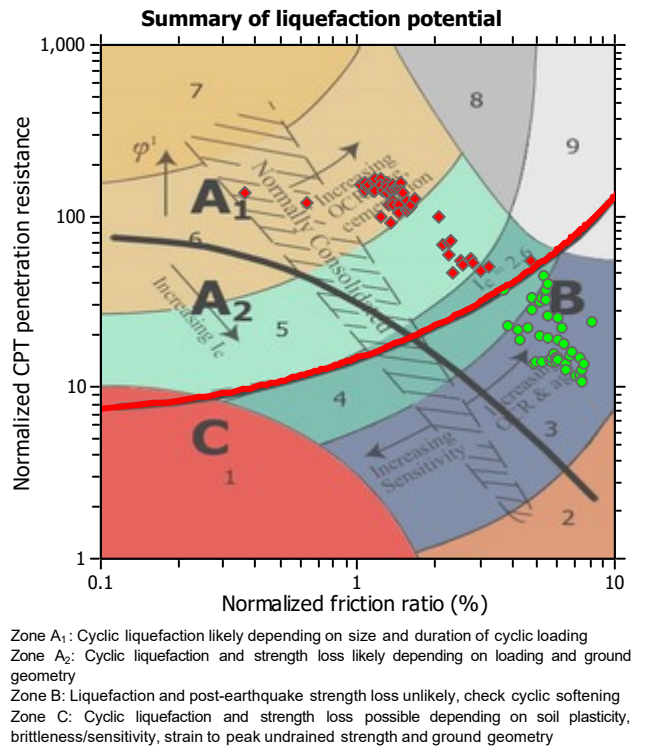 Summary of liquefaction potential
1,000
100
10
1
0.1
1
10
Normalized CPT penetration resistance
Normalized friction ratio (%)
7
8
9
φ'
A1
6
A2
5
4
C
1
B
3
2
Normally Consolidated
Increasing
OCR
cementation
Increasing Ic
Ic = 2.6
Increasing
OCR & age
Increasing
Sensitivity
Zone A1: Cyclic liquefaction likely depending on size and duration of cyclic loading
Zone A2: Cyclic liquefaction and strength loss likely depending on loading and ground
geometry
Zone B: Liquefaction and post-earthquake strength loss unlikely, check cyclic softening
Zone C: Cyclic liquefaction and strength loss possible depending on soil plasticity,
brittleness/sensitivity, strain to peak undrained strength and ground geometry